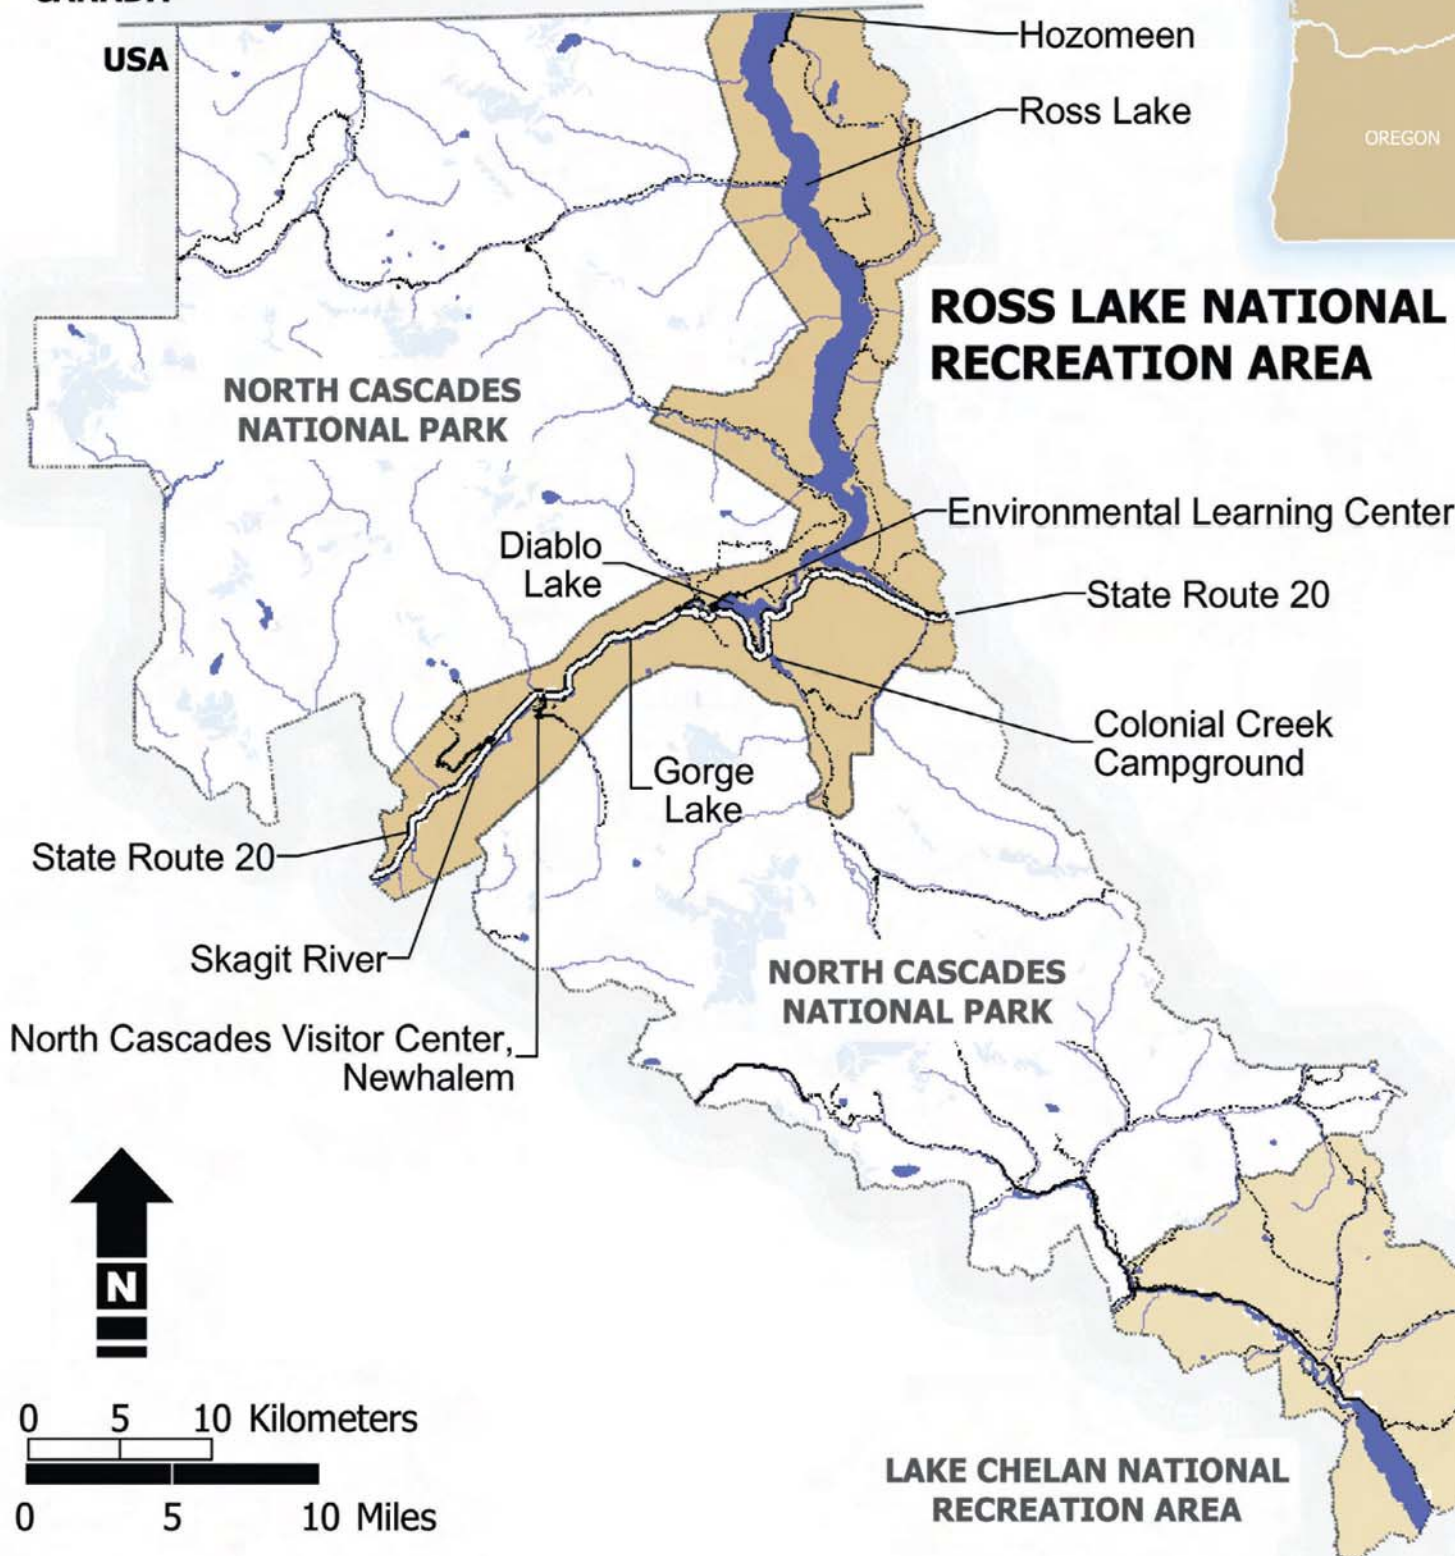 USA
Hozomeen
Ross Lake
OREGON
ROSS LAKE NATIONAL
RECREATION AREA
NORTH CASCADES
NATIONAL PARK
Environmental Learning Center
Diablo
Lake
State Route 20
Colonial Creek
Campground
Gorge
Lake
State Route 20
Skagit River
NORTH CASCADES
NATIONAL PARK
North Cascades Visitor Center,
Newhalem
N
0 5 10 Kilometers
0 5 10 Miles
LAKE CHELAN NATIONAL
RECREATION AREA